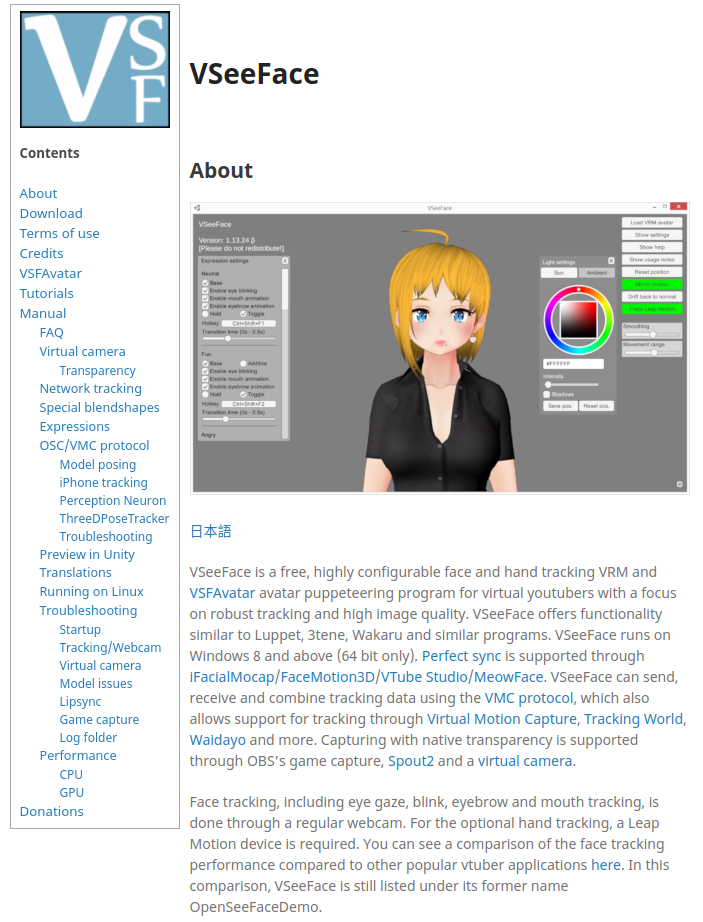 VSF
Contents
About
Download
Terms of use
Credits
VSFAvatar
Tutorials
Manual
FAQ
Virtual camera
Transparency
Network tracking
Special blendshapes
Expressions
OSC/VMC protocol
Model posing
iPhone tracking
Perception Neuron
ThreeDPoseTracker
Troubleshooting
Preview in Unity
Translations
Running on Linux
Troubleshooting
Startup
Tracking/Webcam
Virtual camera
Model issues
Lipsync
Game capture
Log folder
Performance
CPU
GPU
Donations
VSeeFace
About
VSeeFace
VSeeFace
Version: 1.13.24 β
[Please do not redistribute!]
Expression settings
X
Neutral
Base
Enable eye blinking
Enable mouth animation
Enable eyebrow animation
Hold Toggle
Hotkey Ctrl+Shift+F1
Transition time (0s - 0.5s)
Fun
Base Additive
Enable eye blinking
Enable mouth animation
Enable eyebrow animation
Hold Toggle
Hotkey Ctrl+Shift+F2
Transition time (0s - 0.5s)
Angry
Light settings
X
Sun Ambient
#FFFFFF
Intensity
Shadows
Save pos. Reset pos.
Load VRM avatar
Show settings
Show help
Show usage notes
Reset position
Mirror motion
Drift back to normal
Track Leap Motion
Smoothing
Movement range
日本語
VSeeFace is a free, highly configurable face and hand tracking VRM and
VSFAvatar avatar puppeteering program for virtual youtubers with a focus
on robust tracking and high image quality. VSeeFace offers functionality
similar to Luppet, 3tene, Wakaru and similar programs. VSeeFace runs on
Windows 8 and above (64 bit only). Perfect sync is supported through
iFacialMocap/FaceMotion3D/VTube Studio/MeowFace. VSeeFace can send,
receive and combine tracking data using the VMC protocol, which also
allows support for tracking through Virtual Motion Capture, Tracking World,
Waidayo and more. Capturing with native transparency is supported
through OBS’s game capture, Spout2 and a virtual camera.
Face tracking, including eye gaze, blink, eyebrow and mouth tracking, is
done through a regular webcam. For the optional hand tracking, a Leap
Motion device is required. You can see a comparison of the face tracking
performance compared to other popular vtuber applications here. In this
comparison, VSeeFace is still listed under its former name
OpenSeeFaceDemo.